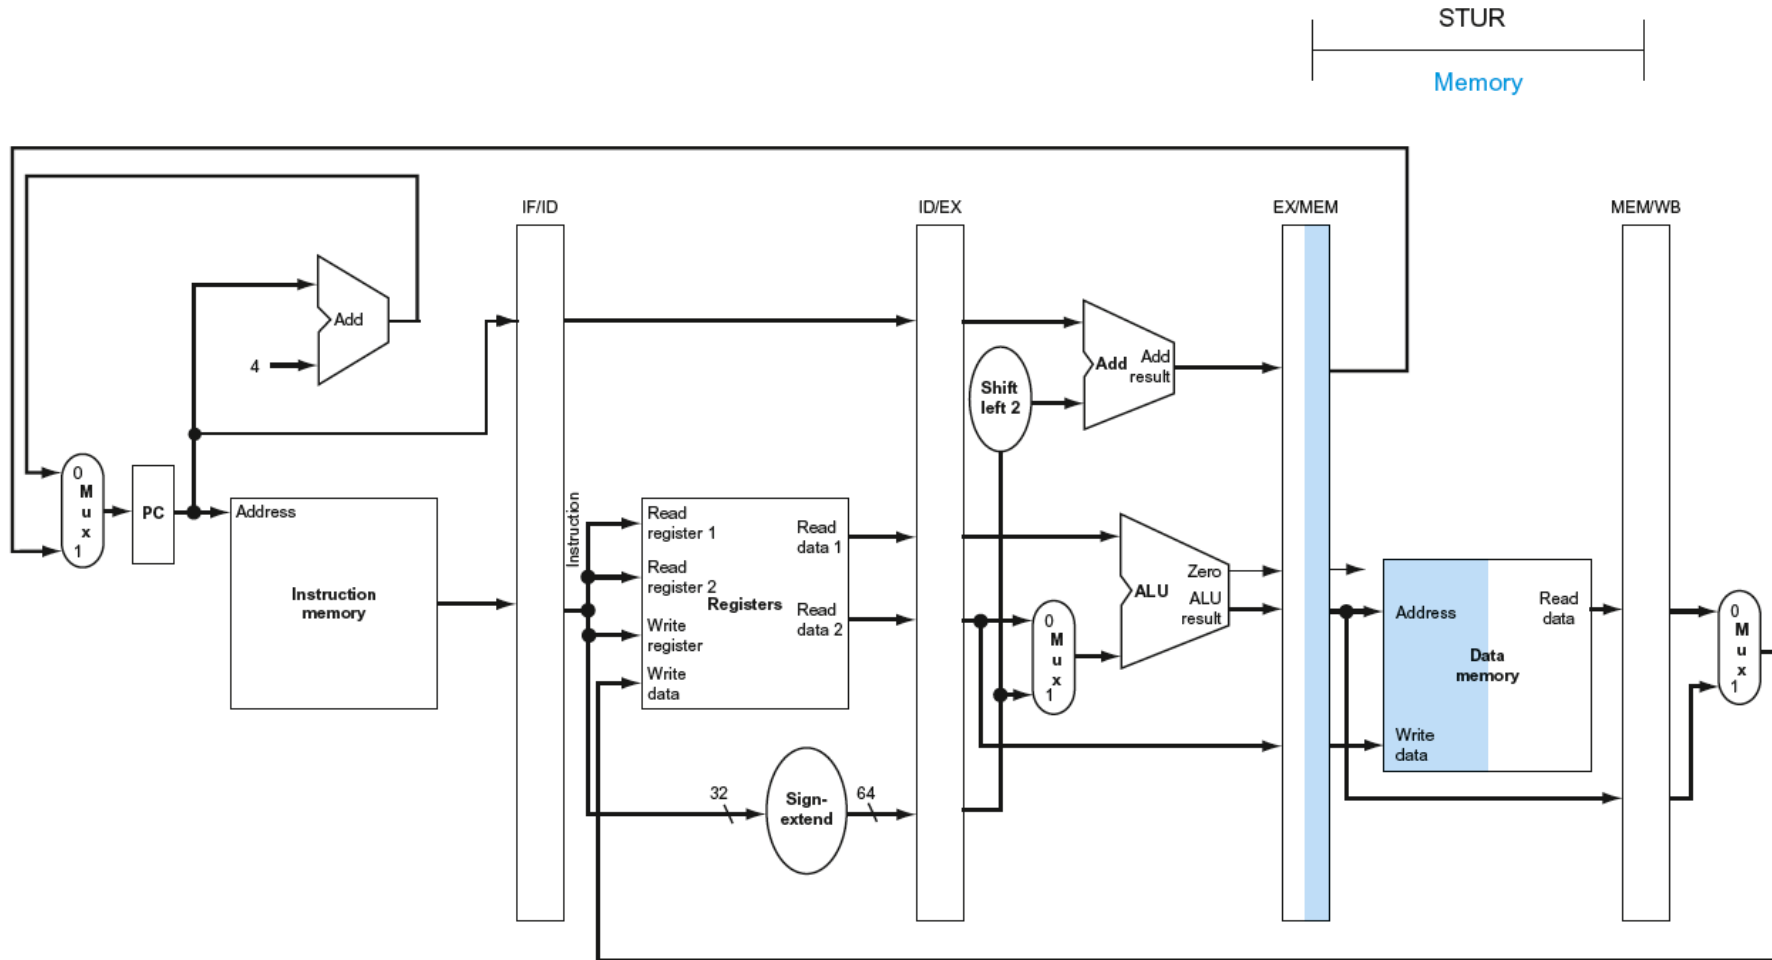 STUR
Memory
IF/ID
ID/EX
EX/MEM
MEM/WB
Add
4
Add
Add
result
Shift
left 2
0
M
u
x
1
PC
Address
Instruction
memory
Instruction
Read
register 1
Read
register 2
Write
register
Write
data
Registers
Read
data 1
Read
data 2
0
M
u
x
1
ALU
Zero
ALU
result
Address
Write
data
Data
memory
Read
data
0
M
u
x
1
32
Sign-
extend
64